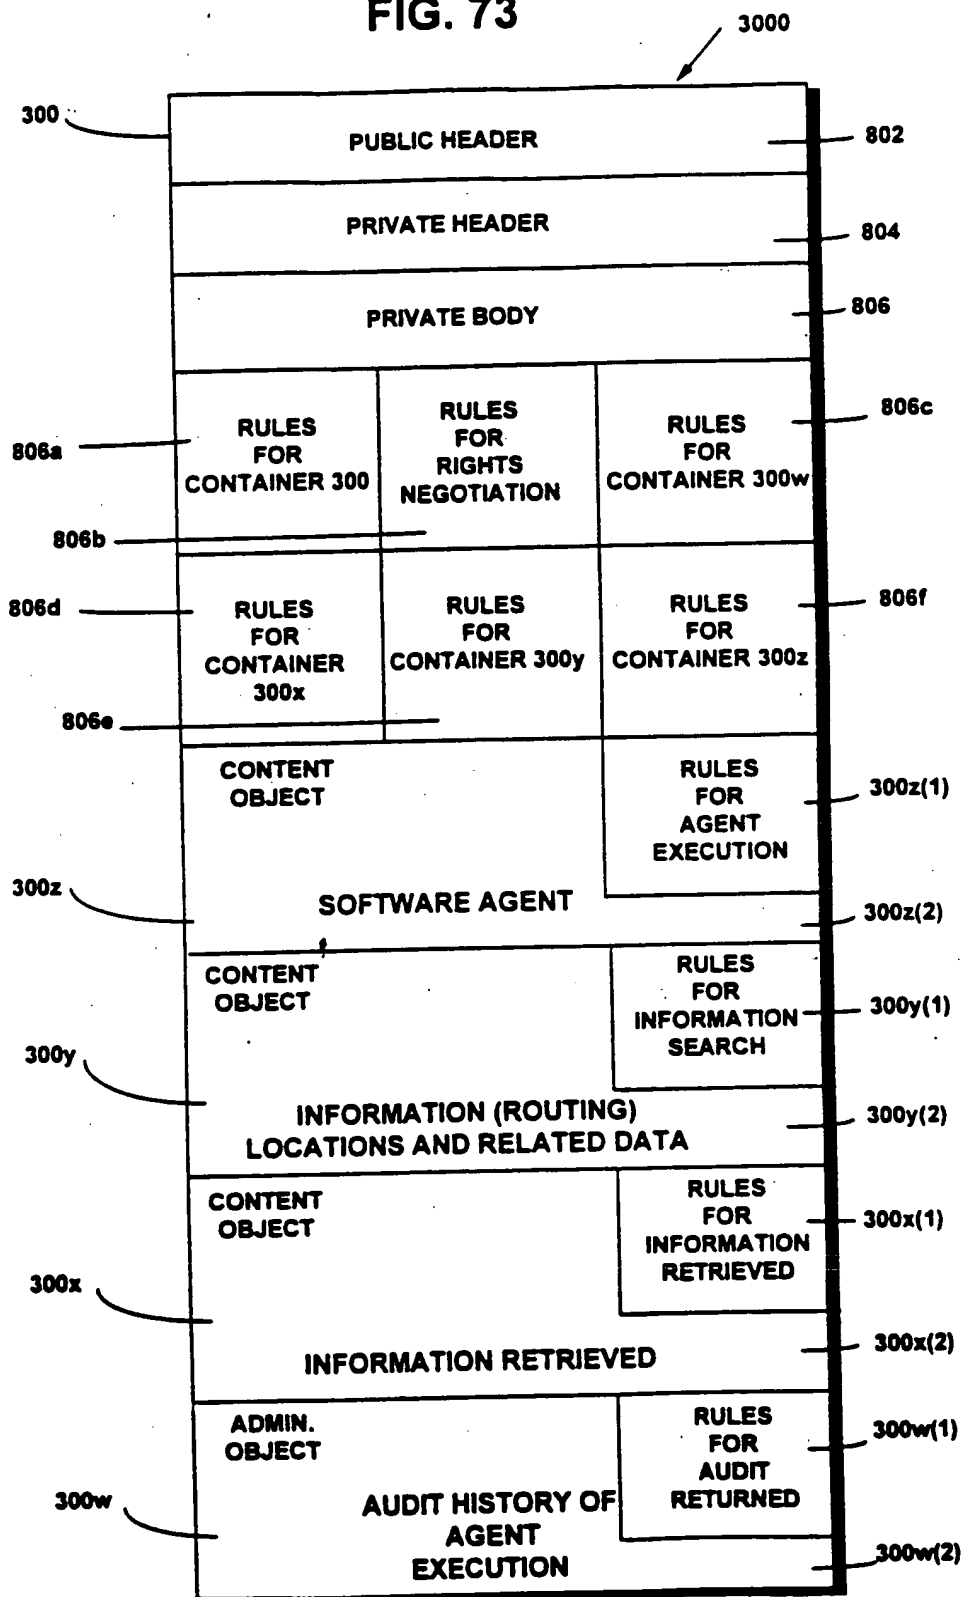 FIG. 73
3000
300
PUBLIC HEADER
802
PRIVATE HEADER
804
PRIVATE BODY
806
806a
RULES
FOR
CONTAINER 300
RULES
FOR
RIGHTS
NEGOTIATION
806b
RULES
FOR
CONTAINER 300w
806c
806d
RULES
FOR
CONTAINER
300x
RULES
FOR
CONTAINER 300y
806e
RULES
FOR
CONTAINER 300z
806f
CONTENT
OBJECT
RULES
FOR
AGENT
EXECUTION
300z(1)
300z
SOFTWARE AGENT
300z(2)
CONTENT
OBJECT
RULES
FOR
INFORMATION
SEARCH
300y(1)
300y
INFORMATION (ROUTING)
LOCATIONS AND RELATED DATA
300y(2)
CONTENT
OBJECT
RULES
FOR
INFORMATION
RETRIEVED
300x(1)
300x
INFORMATION RETRIEVED
300x(2)
ADMIN.
OBJECT
RULES
FOR
AUDIT
RETURNED
300w(1)
300w
AUDIT HISTORY OF
AGENT
EXECUTION
300w(2)